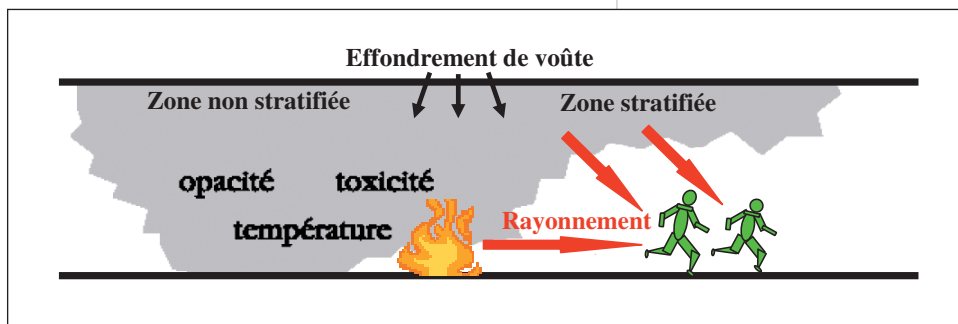 Effondrement de voûte
Zone non stratifiée
Zone stratifiée
opacité
toxicité
température
Rayonnement